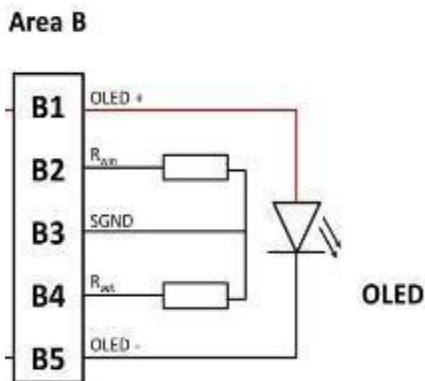 Area B
B1 OLED +
B2 R
B3 SGND
B4 R
B5 OLED -
OLED